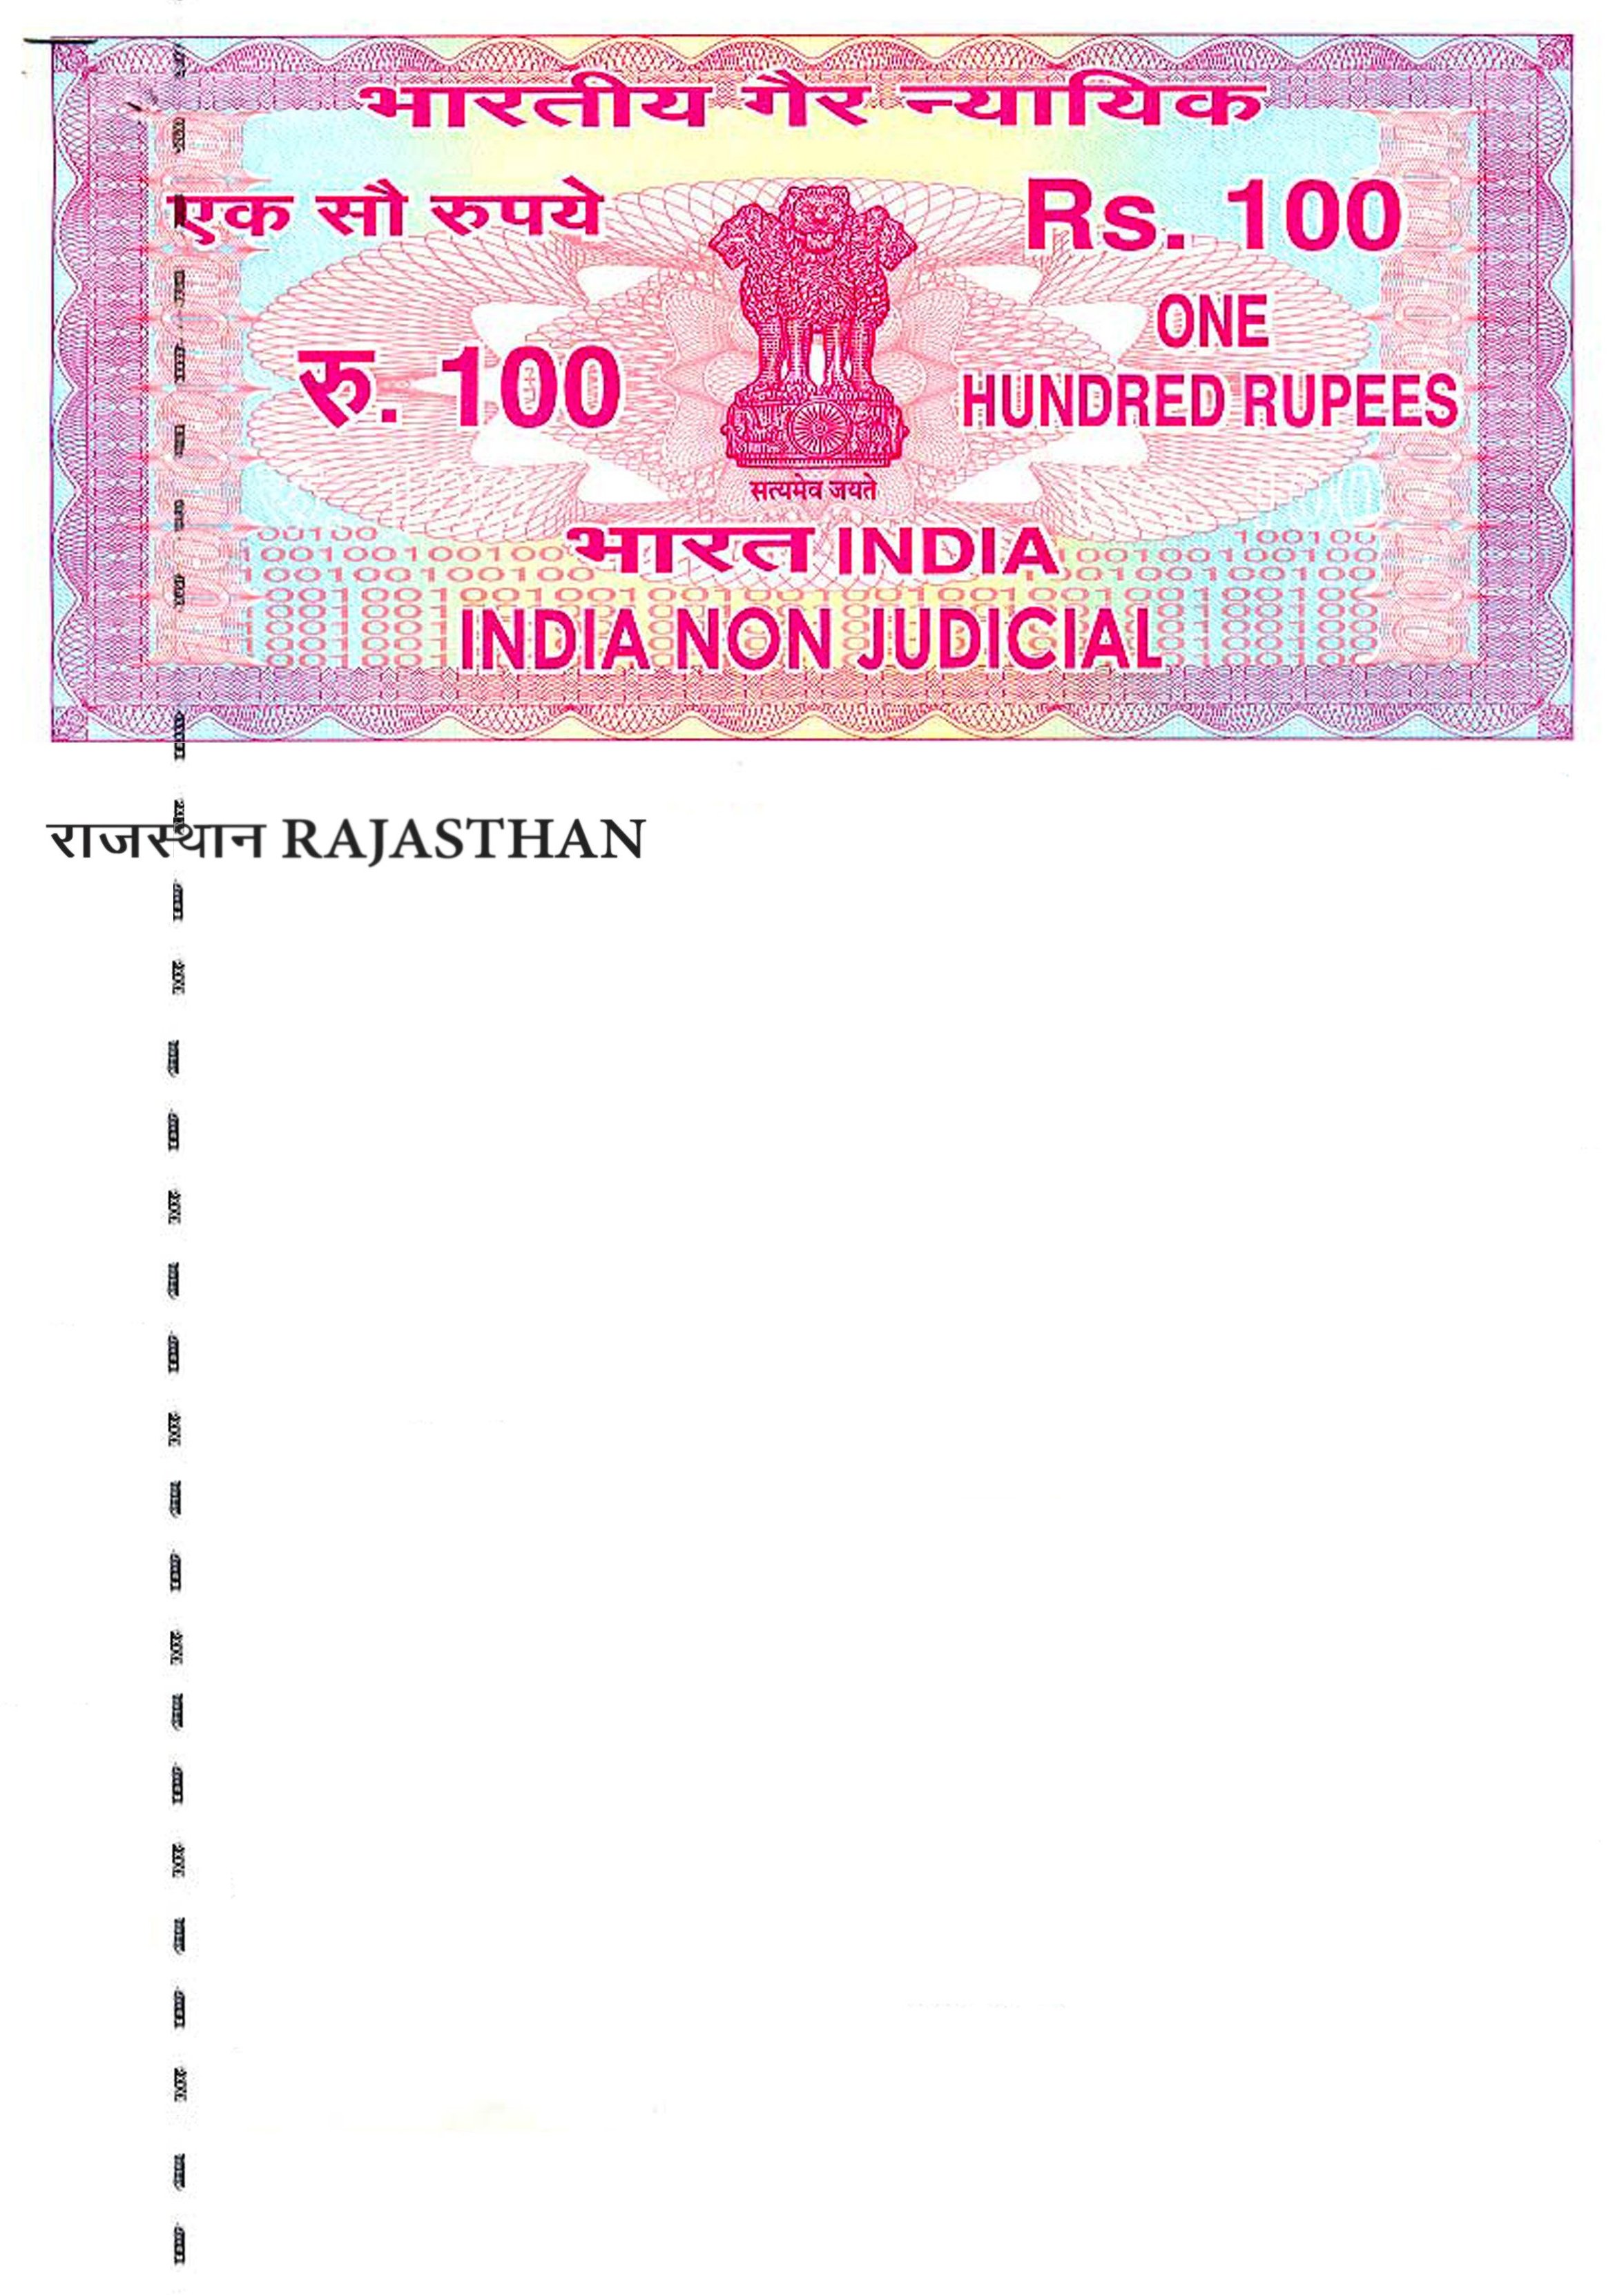 भारतीय गैर न्यायिक
एक सौ रुपये
Rs. 100
रु. 100
ONE
HUNDRED RUPEES
सत्यमेव जयते
भारत INDIA
INDIA NON JUDICIAL
राजस्थान RAJASTHAN